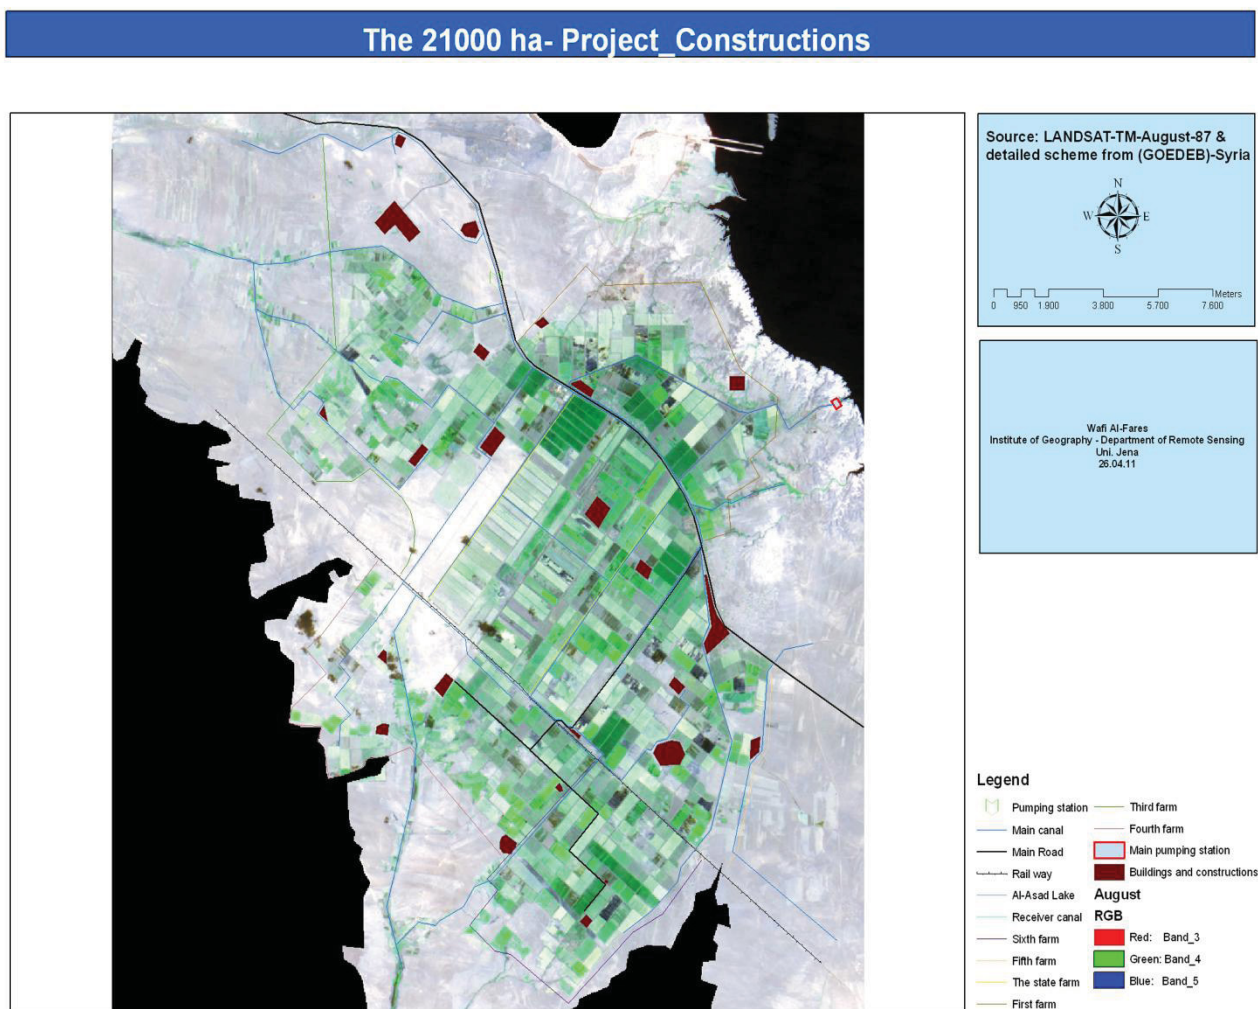 The 21000 ha- Project_Constructions
Source: LANDSAT-TM-August-87 &
detailed scheme from (GOEDEB)-Syria
N
W
E
S
Meters
0 950 1.900 3.800 5.700 7.600
Wafi Al-Fares
Institute of Geography - Department of Remote Sensing
Uni. Jena
26.04.11
Legend
Pumping station
Main canal
Main Road
Rail way
Al-Asad Lake
Receiver canal
Sixth farm
Fifth farm
The state farm
First farm
Third farm
Fourth farm
Main pumping station
Buildings and constructions
August
RGB
Red: Band_3
Green: Band_4
Blue: Band_5